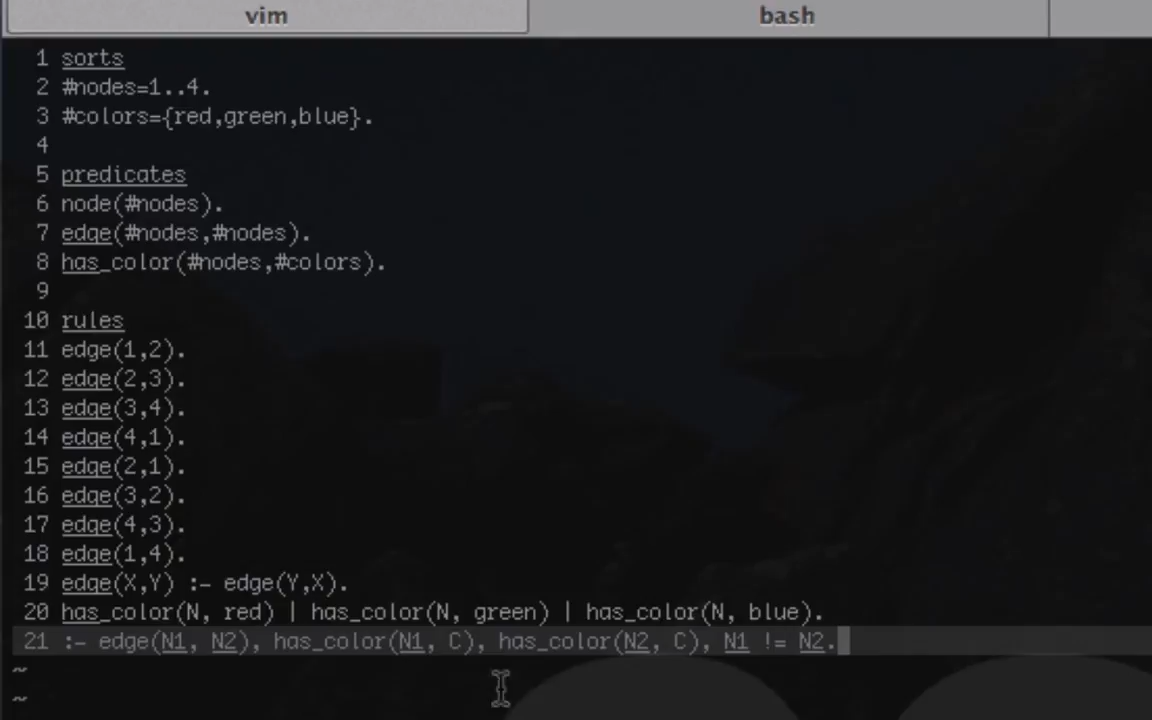 vim
bash
1 sorts
2 #nodes=1..4.
3 #colors={red,green,blue}.
4
5 predicates
6 node(#nodes).
7 edge(#nodes,#nodes).
8 has_color(#nodes,#colors).
9
10 rules
11 edge(1,2).
12 edge(2,3).
13 edge(3,4).
14 edge(4,1).
15 edge(2,1).
16 edge(3,2).
17 edge(4,3).
18 edge(1,4).
19 edge(X,Y) :- edge(Y,X).
20 has_color(N, red) | has_color(N, green) | has_color(N, blue).
21 :- edge(N1, N2), has_color(N1, C), has_color(N2, C), N1 != N2.
~
~